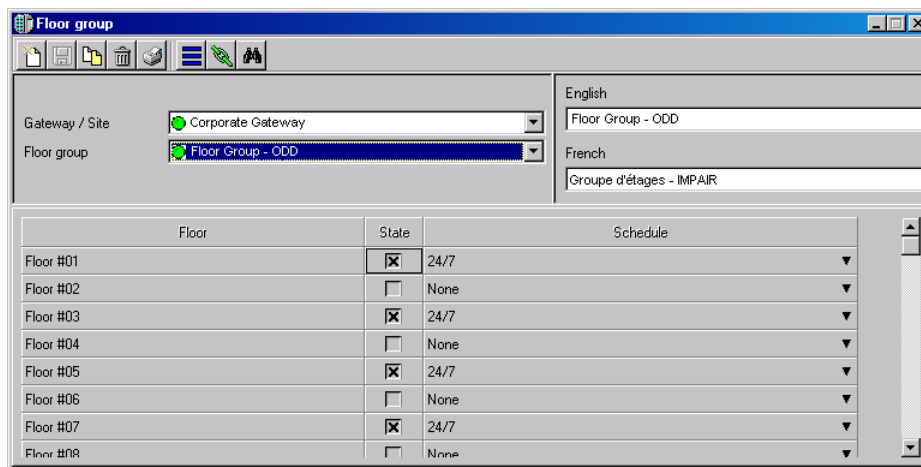 Floor group
English
Gateway / Site Corporate Gateway Floor Group - ODD
Floor group Floor Group - ODD French
Groupe d'étages - IMPAIR
Floor State Schedule
Floor #01 24/7
Floor #02 None
Floor #03 24/7
Floor #04 None
Floor #05 24/7
Floor #06 None
Floor #07 24/7
Floor #08 None